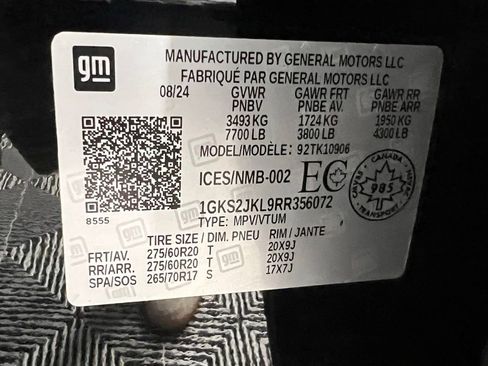 gm
MANUFACTURED BY GENERAL MOTORS LLC
FABRIQUÉ PAR GENERAL MOTORS LLC
08/24 GVWR GAWR FRT GAWR RR
PNBV PNBE AV. PNBE ARR
3493 KG 1724 KG 1950 KG
7700 LB 3800 LB 4300 LB
MODEL/MODÈLE: 92TK10906
ICES/NMB-002 EC
CANADA
985
TRANSPORT
8555
1GKS2JKL9RR356072
TYPE: MPV/VTUM
TIRE SIZE / DIM. PNEU RIM / JANTE
FRT/AV. 275/60R20 T 20X9J
RR/ARR. 275/60R20 T 20X9J
SPA/SOS 265/70R17 S 17X7J